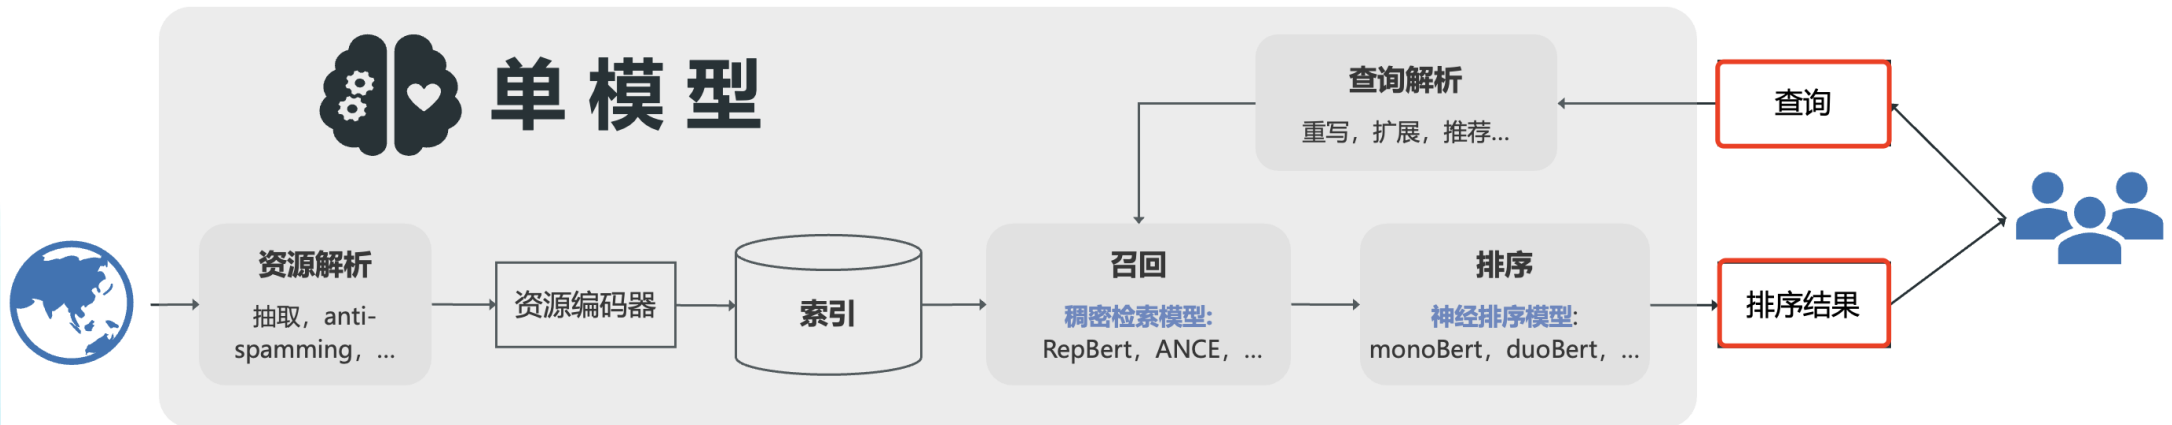 单模型
查询解析
重写，扩展，推荐...
查询
资源解析
抽取，anti-
spamming，...
资源编码器
索引
召回
稠密检索模型:
RepBert，ANCE，...
排序
神经排序模型:
monoBert，duoBert，...
排序结果